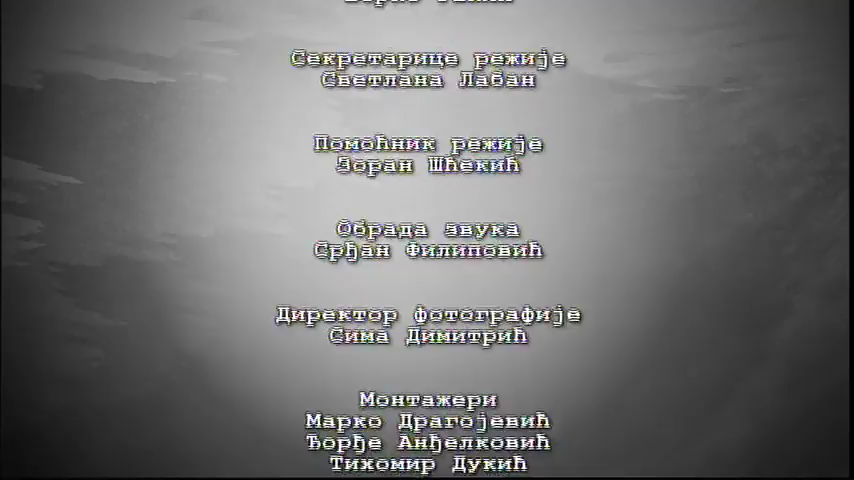 Секретарице режије
Светлана Лабан
Помоћник режије
Зоран Шћекић
Обрада звука
Срђан Филиповић
Директор фотографије
Сима Димитрић
Монтажери
Марко Драгојевић
Ђорђе Анђелковић
Тихомир Дукић